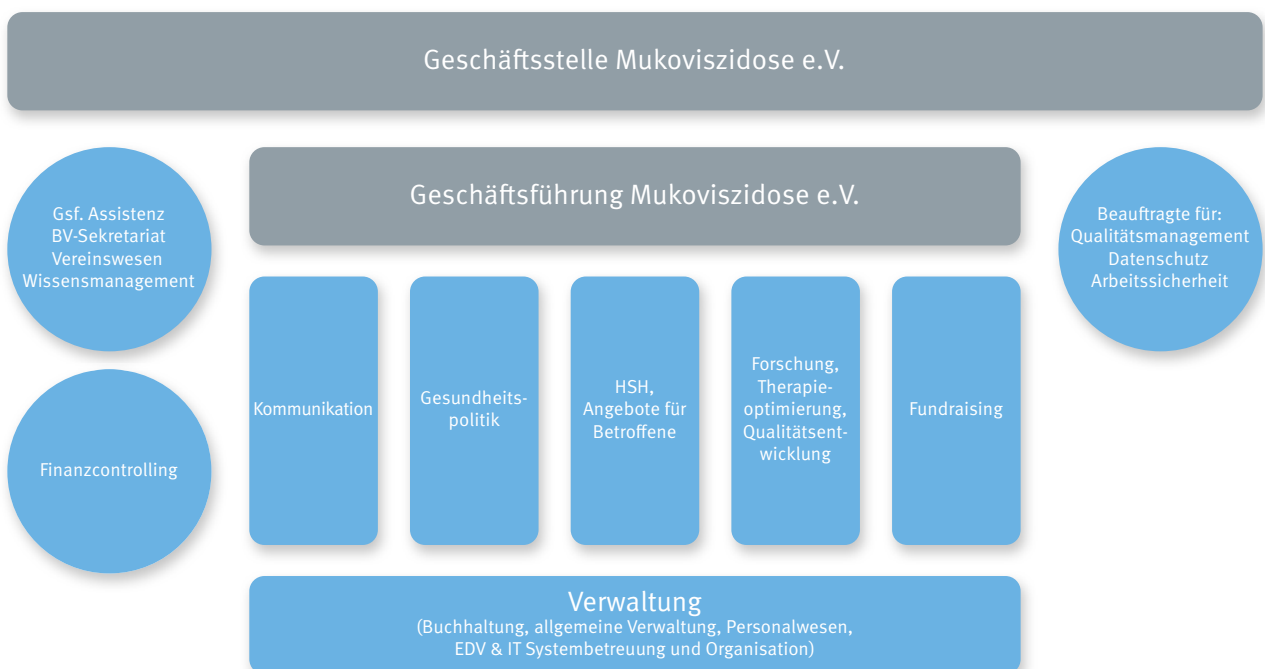 Geschäftsstelle Mukoviszidose e.V.
Gsf. Assistenz
BV-Sekretariat
Vereinswesen
Wissensmanagement
Geschäftsführung Mukoviszidose e.V.
Beauftragte für:
Qualitätsmanagement
Datenschutz
Arbeitssicherheit
Finanzcontrolling
Kommunikation
Gesundheits-
politik
HSH,
Angebote für
Betroffene
Forschung,
Therapie-
optimierung,
Qualitätsent-
wicklung
Fundraising
Verwaltung
(Buchhaltung, allgemeine Verwaltung, Personalwesen,
EDV & IT Systembetreuung und Organisation)